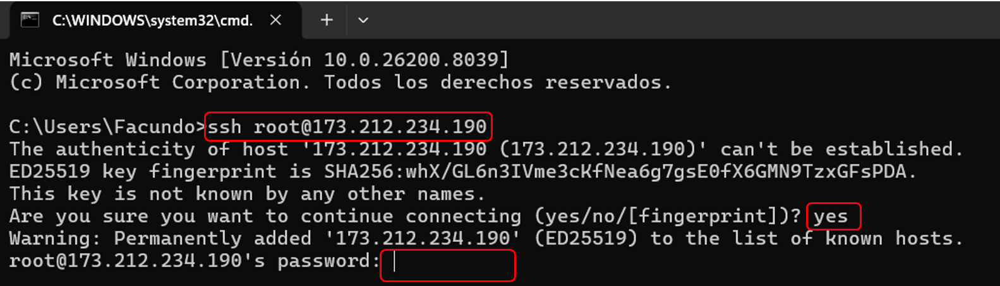 C:\WINDOWS\system32\cmd.
Microsoft Windows [Versión 10.0.26200.8039]
(c) Microsoft Corporation. Todos los derechos reservados.
C:\Users\Facundo>ssh root@173.212.234.190
The authenticity of host '173.212.234.190 (173.212.234.190)' can't be established.
ED25519 key fingerprint is SHA256:whX/GL6n3IVme3cKfNea6g7gsE0fX6GMN9TzxGFsPDA.
This key is not known by any other names.
Are you sure you want to continue connecting (yes/no/[fingerprint])? yes
Warning: Permanently added '173.212.234.190' (ED25519) to the list of known hosts.
root@173.212.234.190's password: